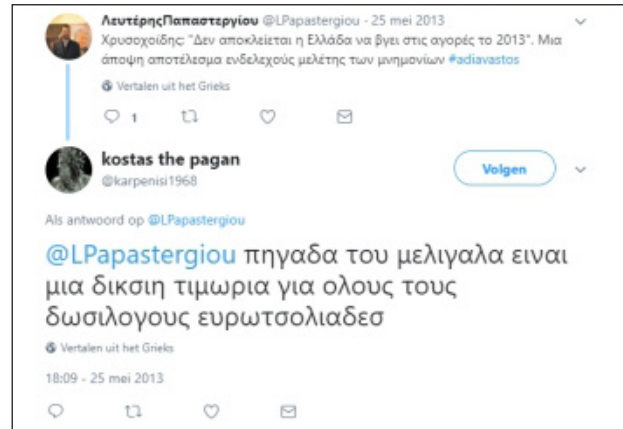 ΛευτέρηςΠαπαστεργίου @LPapastergiou - 25 mei 2013
Χρυσοχοΐδης: "Δεν αποκλείεται η Ελλάδα να βγει στις αγορές το 2013". Μια
άποψη αποτέλεσμα ενδελεχούς μελέτης των μνημονίων #adiavastos
Vertalen uit het Grieks
1
kostas the pagan
@karpenisi1968
Volgen
Als antwoord op @LPapastergiou
@LPapastergiou πηγαδα του μελιγαλα ειναι
μια δικσιη τιμωρια για ολους τους
δωσιλογους ευρωτσολιαδεσ
Vertalen uit het Grieks
18:09 - 25 mei 2013